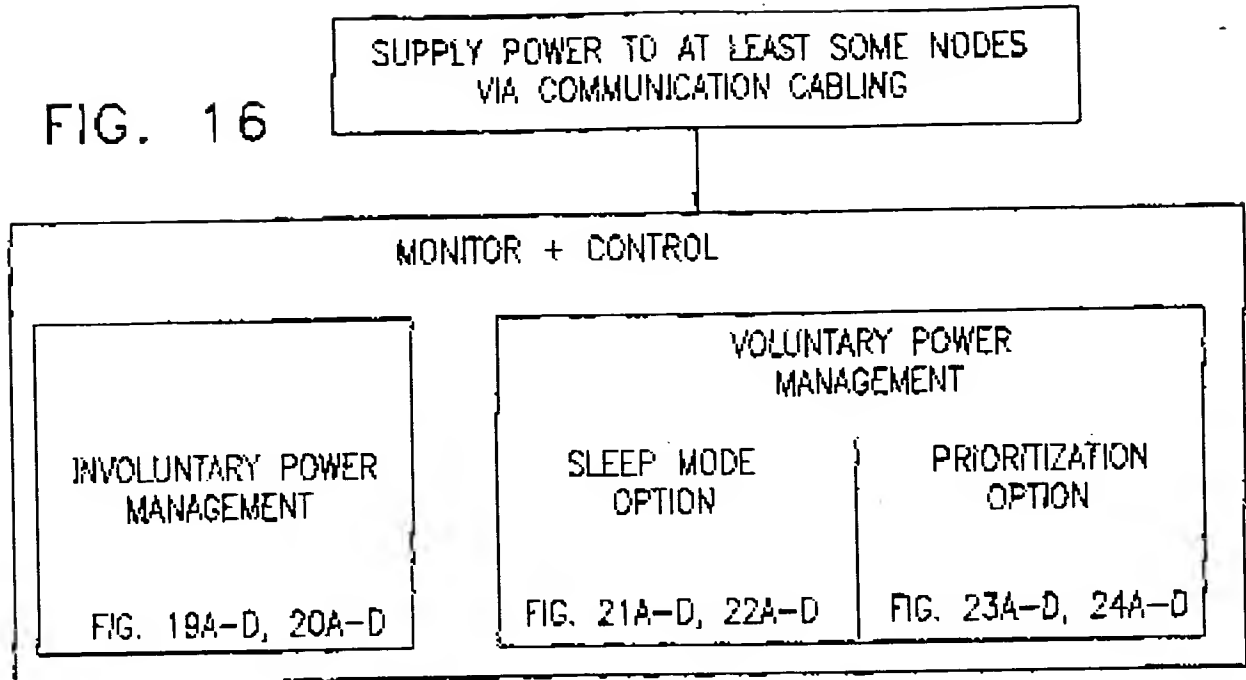 SUPPLY POWER TO AT LEAST SOME NODES
VIA COMMUNICATION CABLING
FIG. 16
MONITOR + CONTROL
INVOLUNTARY POWER
MANAGEMENT
FIG. 19A-D, 20A-D
VOLUNTARY POWER
MANAGEMENT
SLEEP MODE
OPTION
FIG. 21A-D, 22A-D
PRIORITIZATION
OPTION
FIG. 23A-D, 24A-D